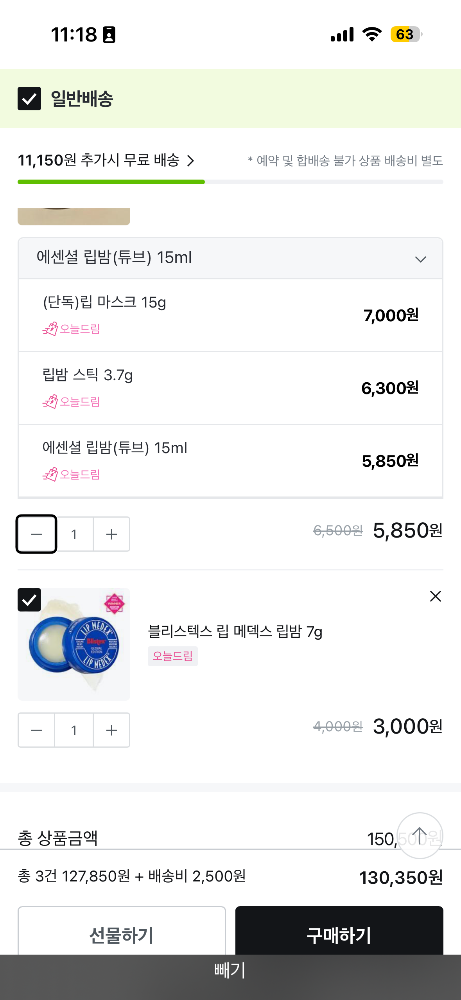 11:18
63
일반배송
11,150원 추가시 무료 배송 >
* 예약 및 합배송 불가 상품 배송비 별도
에센셜 립밤(튜브) 15ml
(단독)립 마스크 15g
오늘드림
7,000원
립밤 스틱 3.7g
오늘드림
6,300원
에센셜 립밤(튜브) 15ml
오늘드림
5,850원
1
6,500원 5,850원
WINNER
LIP MEDEX
Blistex
GLOBAL
EDITION
LIP MEDEX
블리스텍스 립 메덱스 립밤 7g
오늘드림
1
4,000원 3,000원
총 상품금액
150,500원
총 3건 127,850원 + 배송비 2,500원
130,350원
선물하기
구매하기
빼기